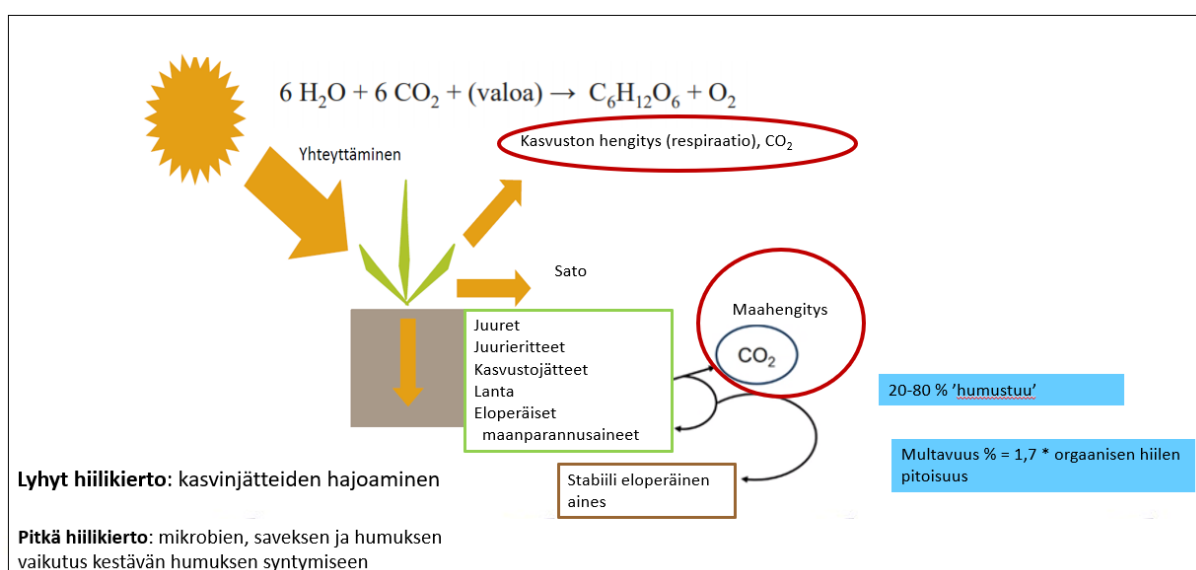 6 H₂O + 6 CO₂ + (valoa) → C₆H₁₂O₆ + O₂
Kasvuston hengitys (respiraatio), CO₂
Yhteyttäminen
Sato
Juuret
Juurieritteet
Kasvustojätteet
Lanta
Eloperäiset
maanparannusaineet
Maahengitys
CO₂
20-80 % ’humustuu’
Multavuus % = 1,7 * orgaanisen hiilen
pitoisuus
Stabiili eloperäinen
aines
Lyhyt hiilikierto: kasvinjätteiden hajoaminen
Pitkä hiilikierto: mikrobien, saveksen ja humuksen
vaikutus kestävän humuksen syntymiseen